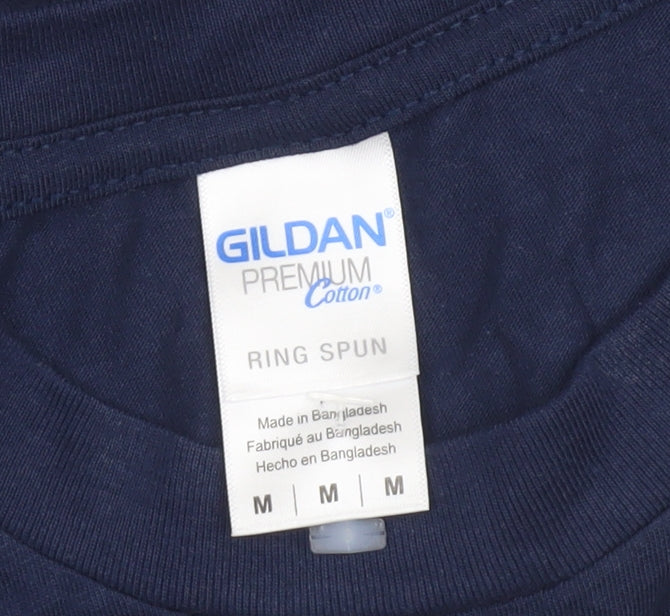 GILDAN®
PREMIUM
Cotton®
RING SPUN
Made in Bangladesh
Fabriqué au Bangladesh
Hecho en Bangladesh
M | M | M